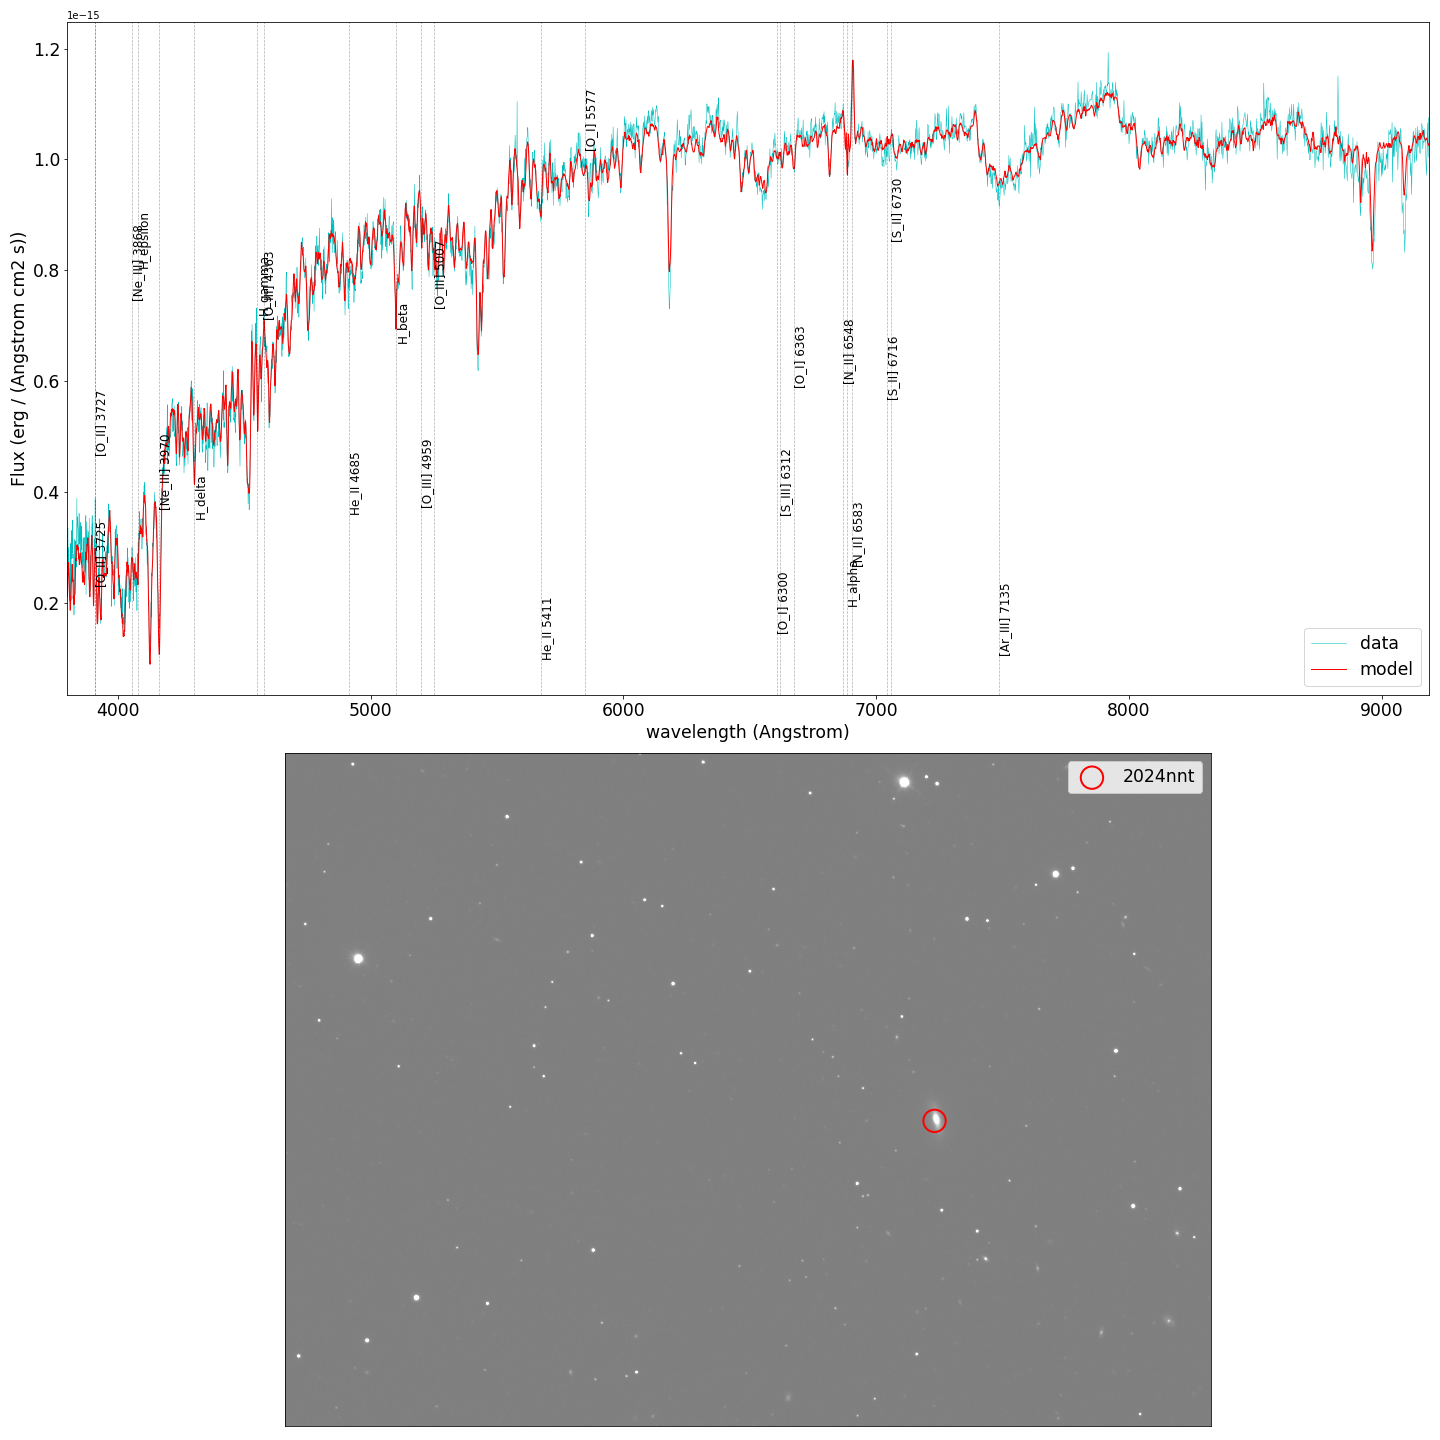 1e−15
Flux (erg / (Angstrom cm2 s))
1.2
1.0
0.8
0.6
0.4
0.2
[O_II] 3727
[O_II] 3725
[Ne_III] 3868
H_epsilon
[Ne_III] 3970
H_delta
H_gamma
[O_III] 4363
He_II 4685
H_beta
[O_III] 4959
[O_III] 5007
He_II 5411
[O_I] 5577
[O_I] 6300
[S_III] 6312
[O_I] 6363
[N_II] 6548
H_alpha
[N_II] 6583
[S_II] 6716
[S_II] 6730
[Ar_III] 7135
data
model
4000 5000 6000 7000 8000 9000
wavelength (Angstrom)
2024nnt